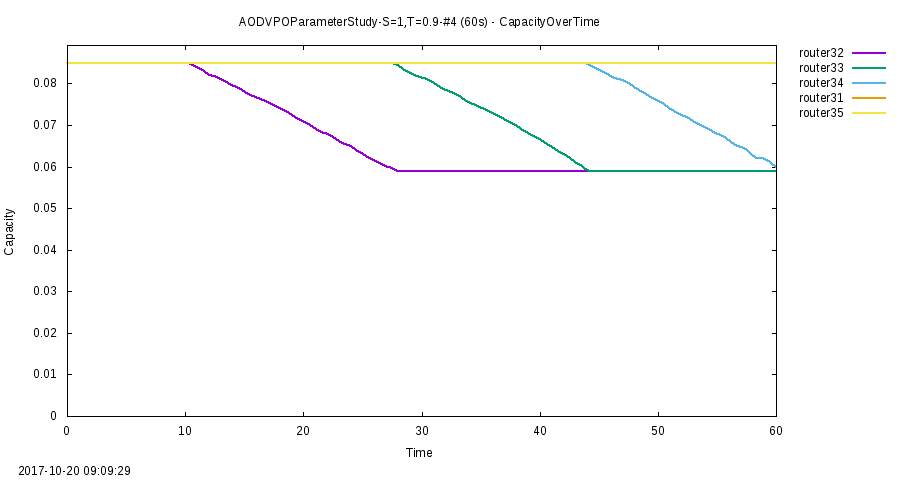 AODVPOParameterStudy-S=1,T=0.9-#4 (60s) - CapacityOverTime
router32
router33
router34
router31
router35
0.08
0.07
0.06
0.05
0.04
0.03
0.02
0.01
0
Capacity
0 10 20 30 40 50 60
Time
2017-10-20 09:09:29